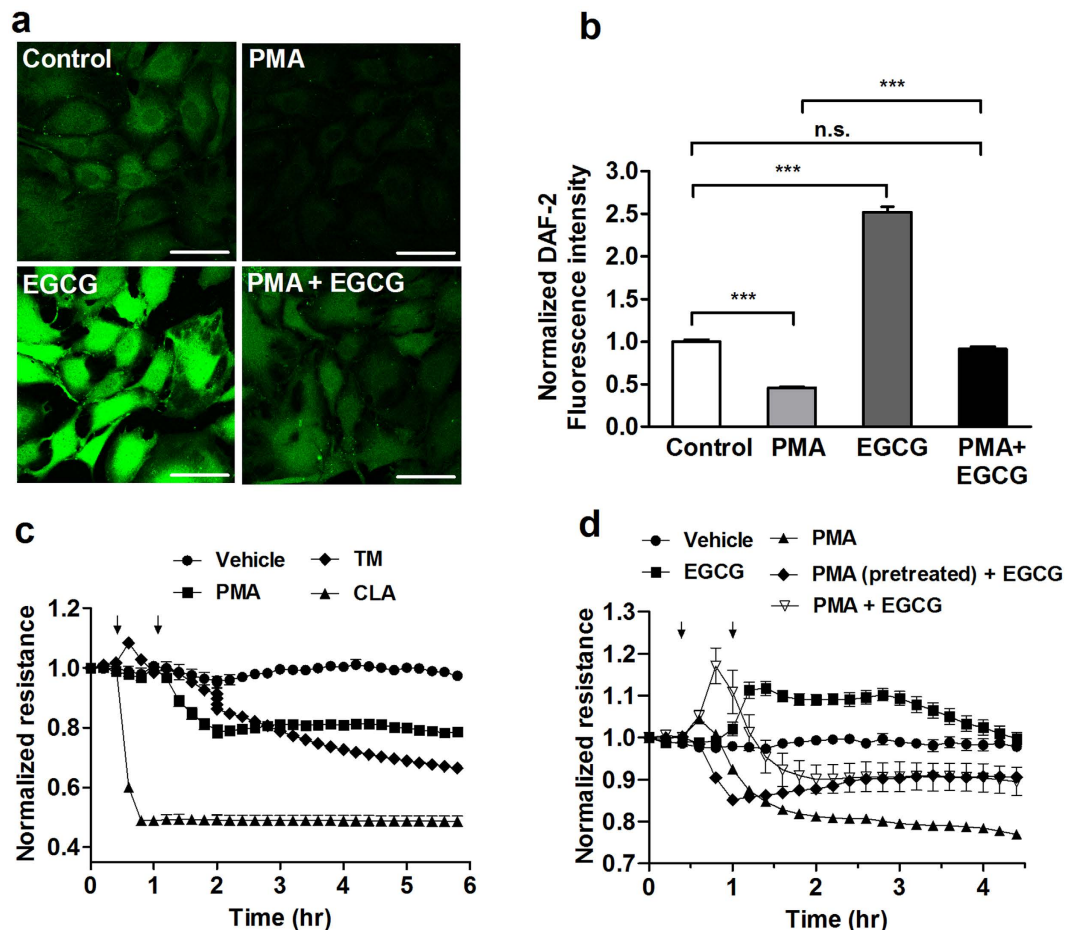 a
Control
PMA
EGCG
PMA + EGCG
b
***
n.s.
***
***
Normalized DAF-2
Fluorescence intensity
3.0
2.5
2.0
1.5
1.0
0.5
0.0
Control
PMA
EGCG
PMA+
EGCG
c
Vehicle
TM
PMA
CLA
Normalized resistance
1.2
1.0
0.8
0.6
0.4
0 1 2 3 4 5 6
Time (hr)
d
Vehicle
PMA
EGCG
PMA (pretreated) + EGCG
PMA + EGCG
Normalized resistance
1.3
1.2
1.1
1.0
0.9
0.8
0.7
0 1 2 3 4
Time (hr)